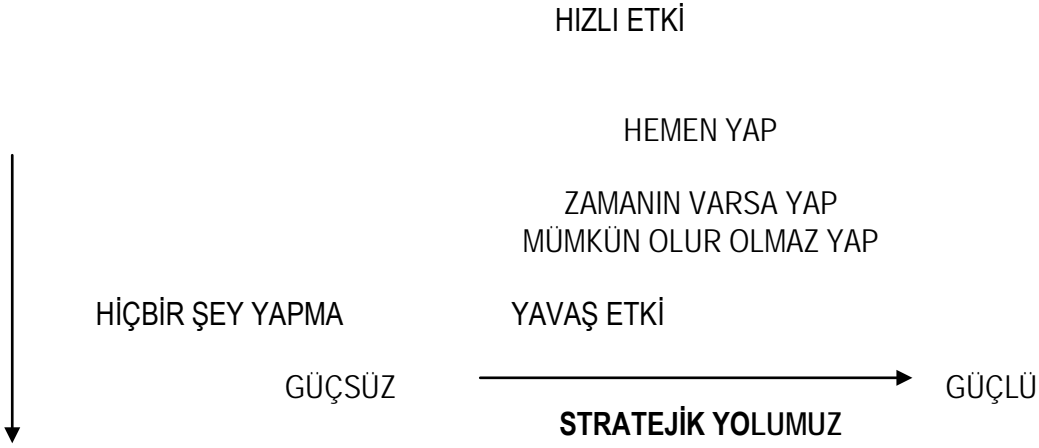 HIZLI ETKİ
HEMEN YAP
ZAMANIN VARSA YAP
MÜMKÜN OLUR OLMAZ YAP
HİÇBİR ŞEY YAPMA
YAVAŞ ETKİ
GÜÇSÜZ
GÜÇLÜ
STRATEJİK YOLUMUZ